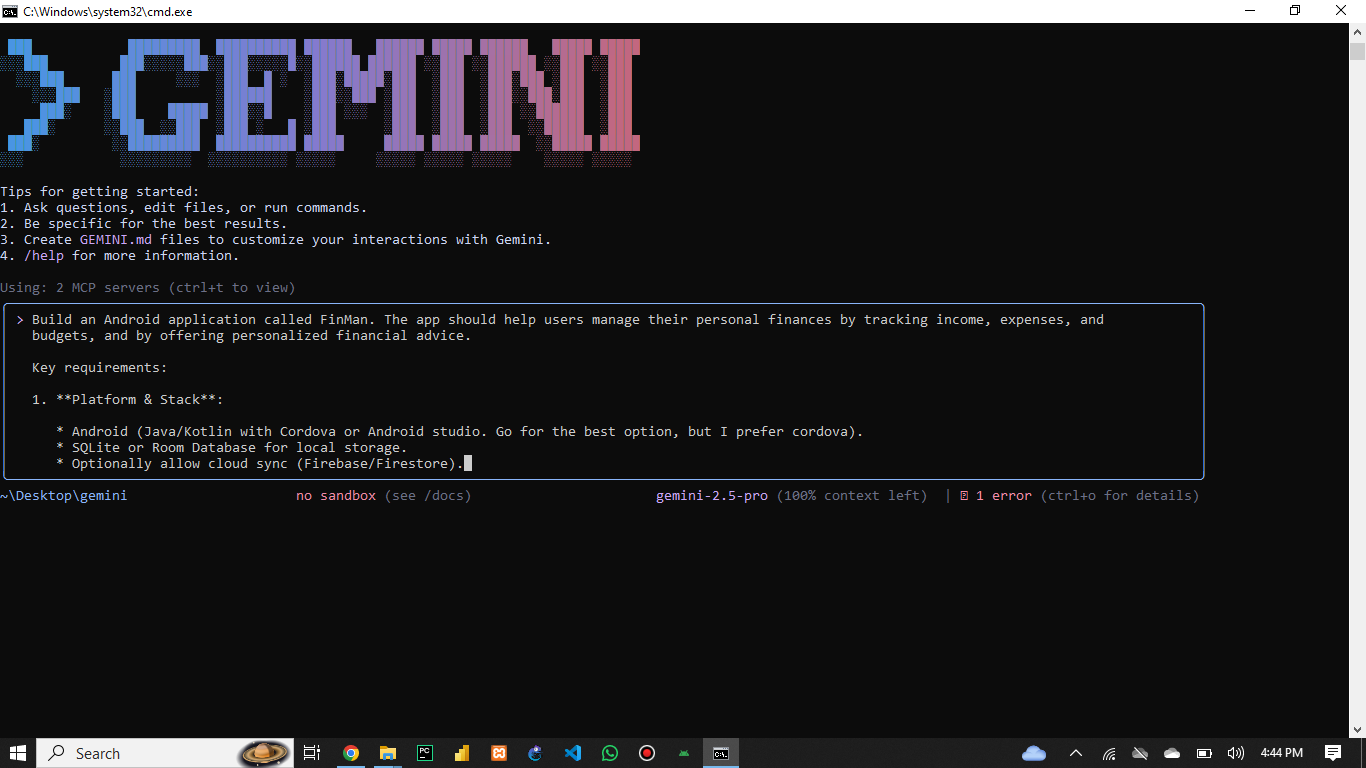 C:\Windows\system32\cmd.exe
> GEMINI
Tips for getting started:
1. Ask questions, edit files, or run commands.
2. Be specific for the best results.
3. Create GEMINI.md files to customize your interactions with Gemini.
4. /help for more information.
Using: 2 MCP servers (ctrl+t to view)
> Build an Android application called FinMan. The app should help users manage their personal finances by tracking income, expenses, and
budgets, and by offering personalized financial advice.
Key requirements:
1. **Platform & Stack**:
* Android (Java/Kotlin with Cordova or Android studio. Go for the best option, but I prefer cordova).
* SQLite or Room Database for local storage.
* Optionally allow cloud sync (Firebase/Firestore).
~\Desktop\gemini no sandbox (see /docs) gemini-2.5-pro (100% context left) | 1 error (ctrl+o for details)
Search 4:44 PM